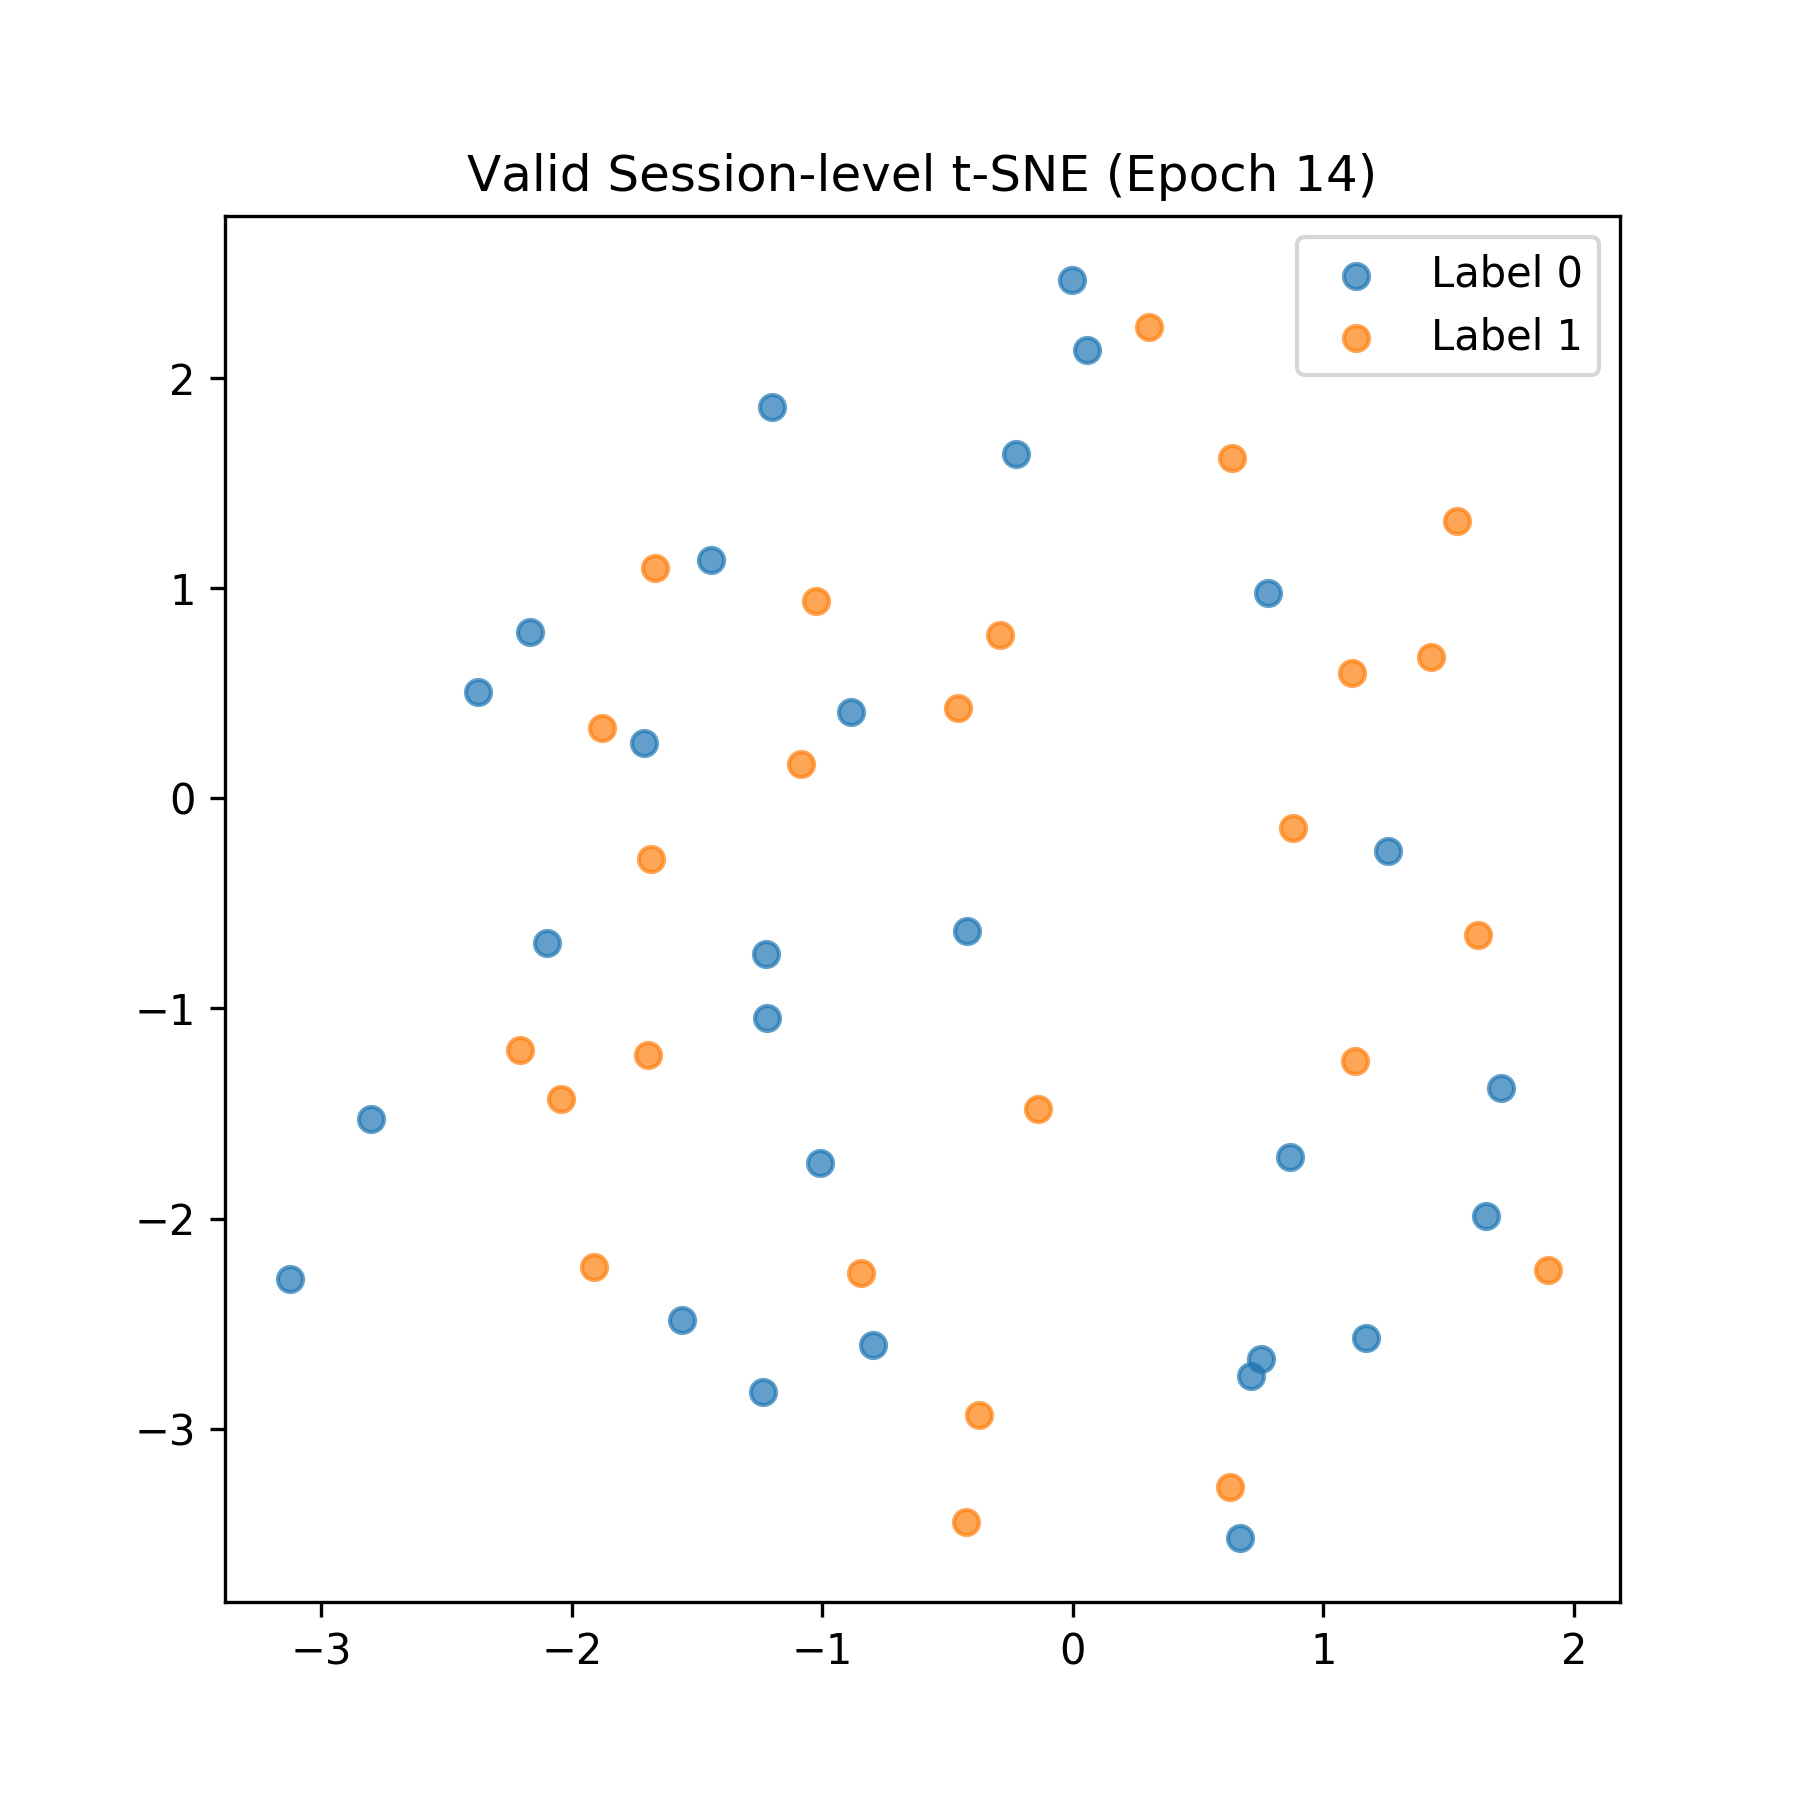 Valid Session-level t-SNE (Epoch 14)
Label 0
Label 1
2
1
0
−1
−2
−3
−3 −2 −1 0 1 2